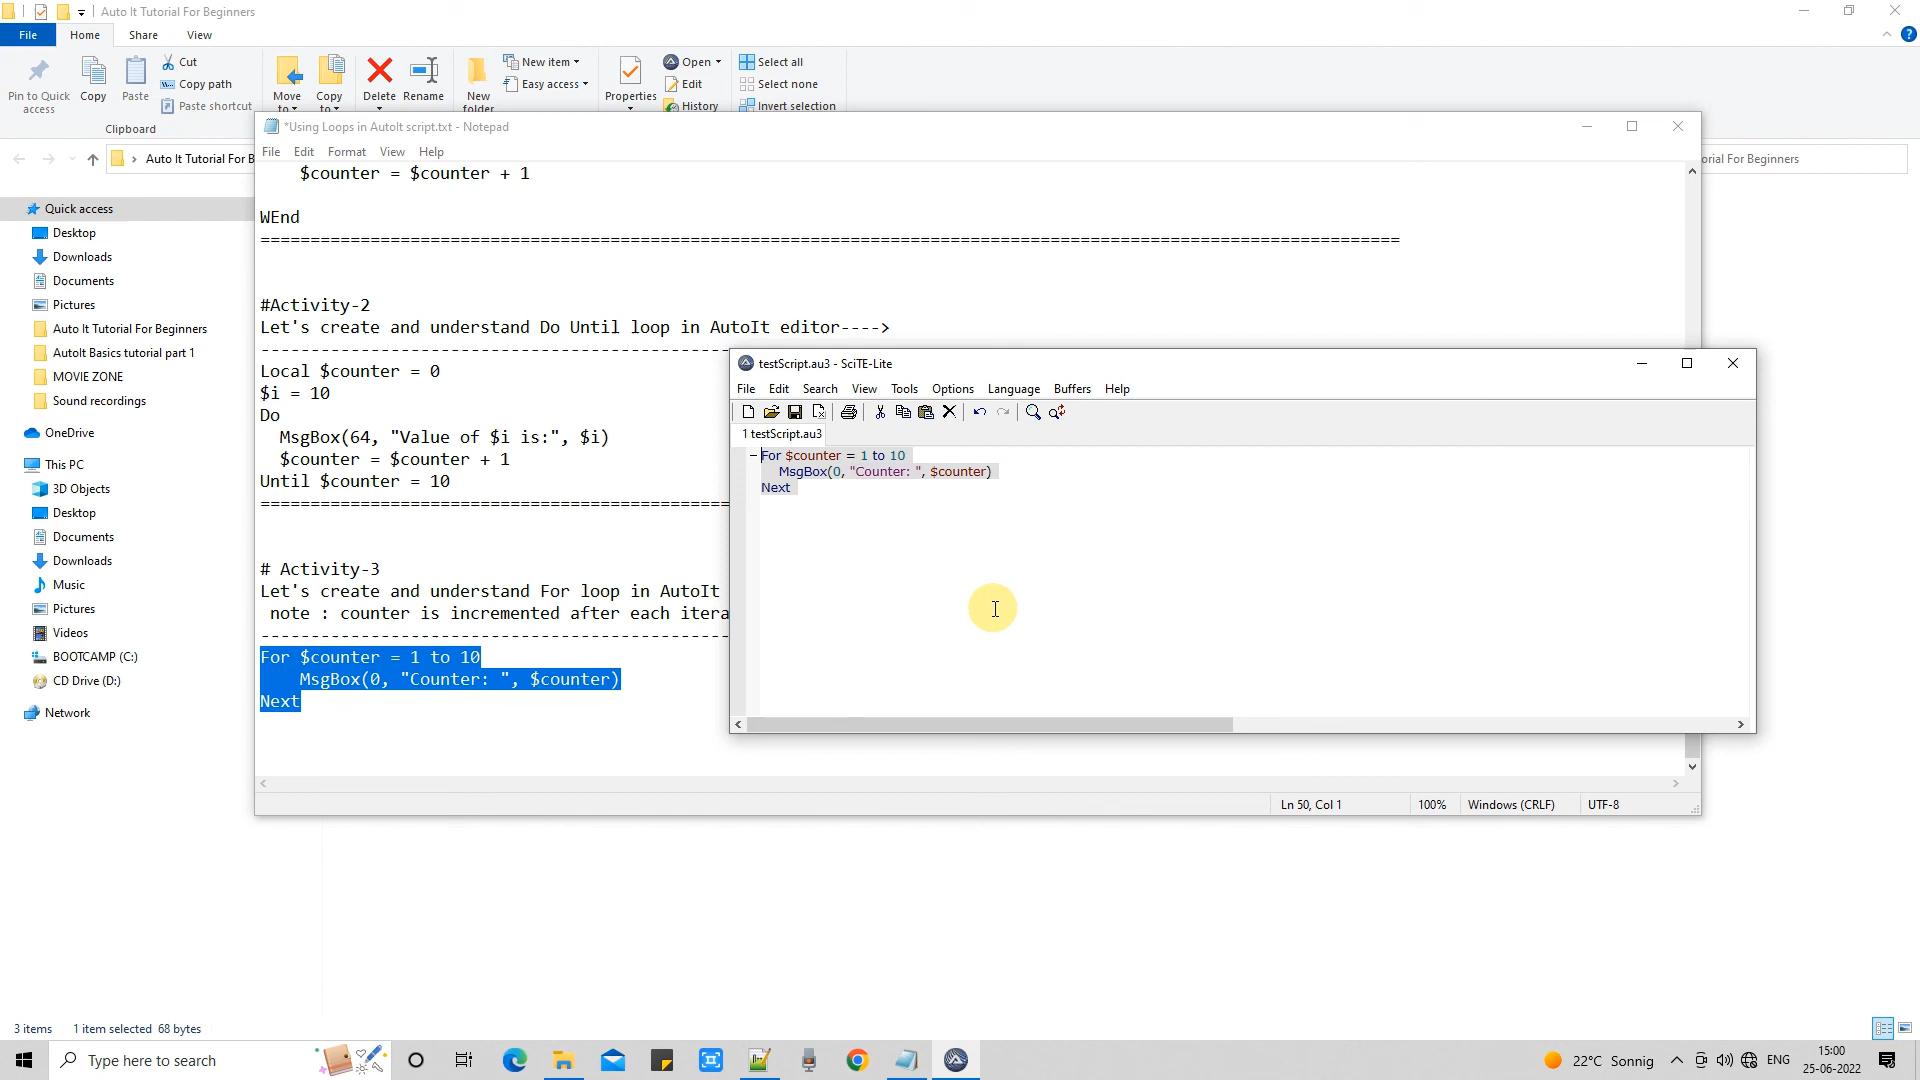 Auto It Tutorial For Beginners
File Home Share View
Pin to Quick access
Copy
Paste
Cut
Copy path
Paste shortcut
Clipboard
Move to
Copy to
Delete
Rename
New folder
New item
Easy access
Properties
Open
Edit
History
Select all
Select none
Invert selection
Auto It Tutorial For B
orial For Beginners
Quick access
Desktop
Downloads
Documents
Pictures
Auto It Tutorial For Beginners
AutoIt Basics tutorial part 1
MOVIE ZONE
Sound recordings
OneDrive
This PC
3D Objects
Desktop
Documents
Downloads
Music
Pictures
Videos
BOOTCAMP (C:)
CD Drive (D:)
Network
*Using Loops in AutoIt script.txt - Notepad
File Edit Format View Help
$counter = $counter + 1
WEnd
==================================================================================================================
#Activity-2
Let's create and understand Do Until loop in AutoIt editor---->
-----------------------------------------------
Local $counter = 0
$i = 10
Do
MsgBox(64, "Value of $i is:", $i)
$counter = $counter + 1
Until $counter = 10
===============================================
# Activity-3
Let's create and understand For loop in AutoIt
note : counter is incremented after each itera
-----------------------------------------------
For $counter = 1 to 10
MsgBox(0, "Counter: ", $counter)
Next
Ln 50, Col 1 100% Windows (CRLF) UTF-8
testScript.au3 - SciTE-Lite
File Edit Search View Tools Options Language Buffers Help
1 testScript.au3
For $counter = 1 to 10
MsgBox(0, "Counter: ", $counter)
Next
3 items 1 item selected 68 bytes
Type here to search
22°C Sonnig
ENG
15:00
25-06-2022